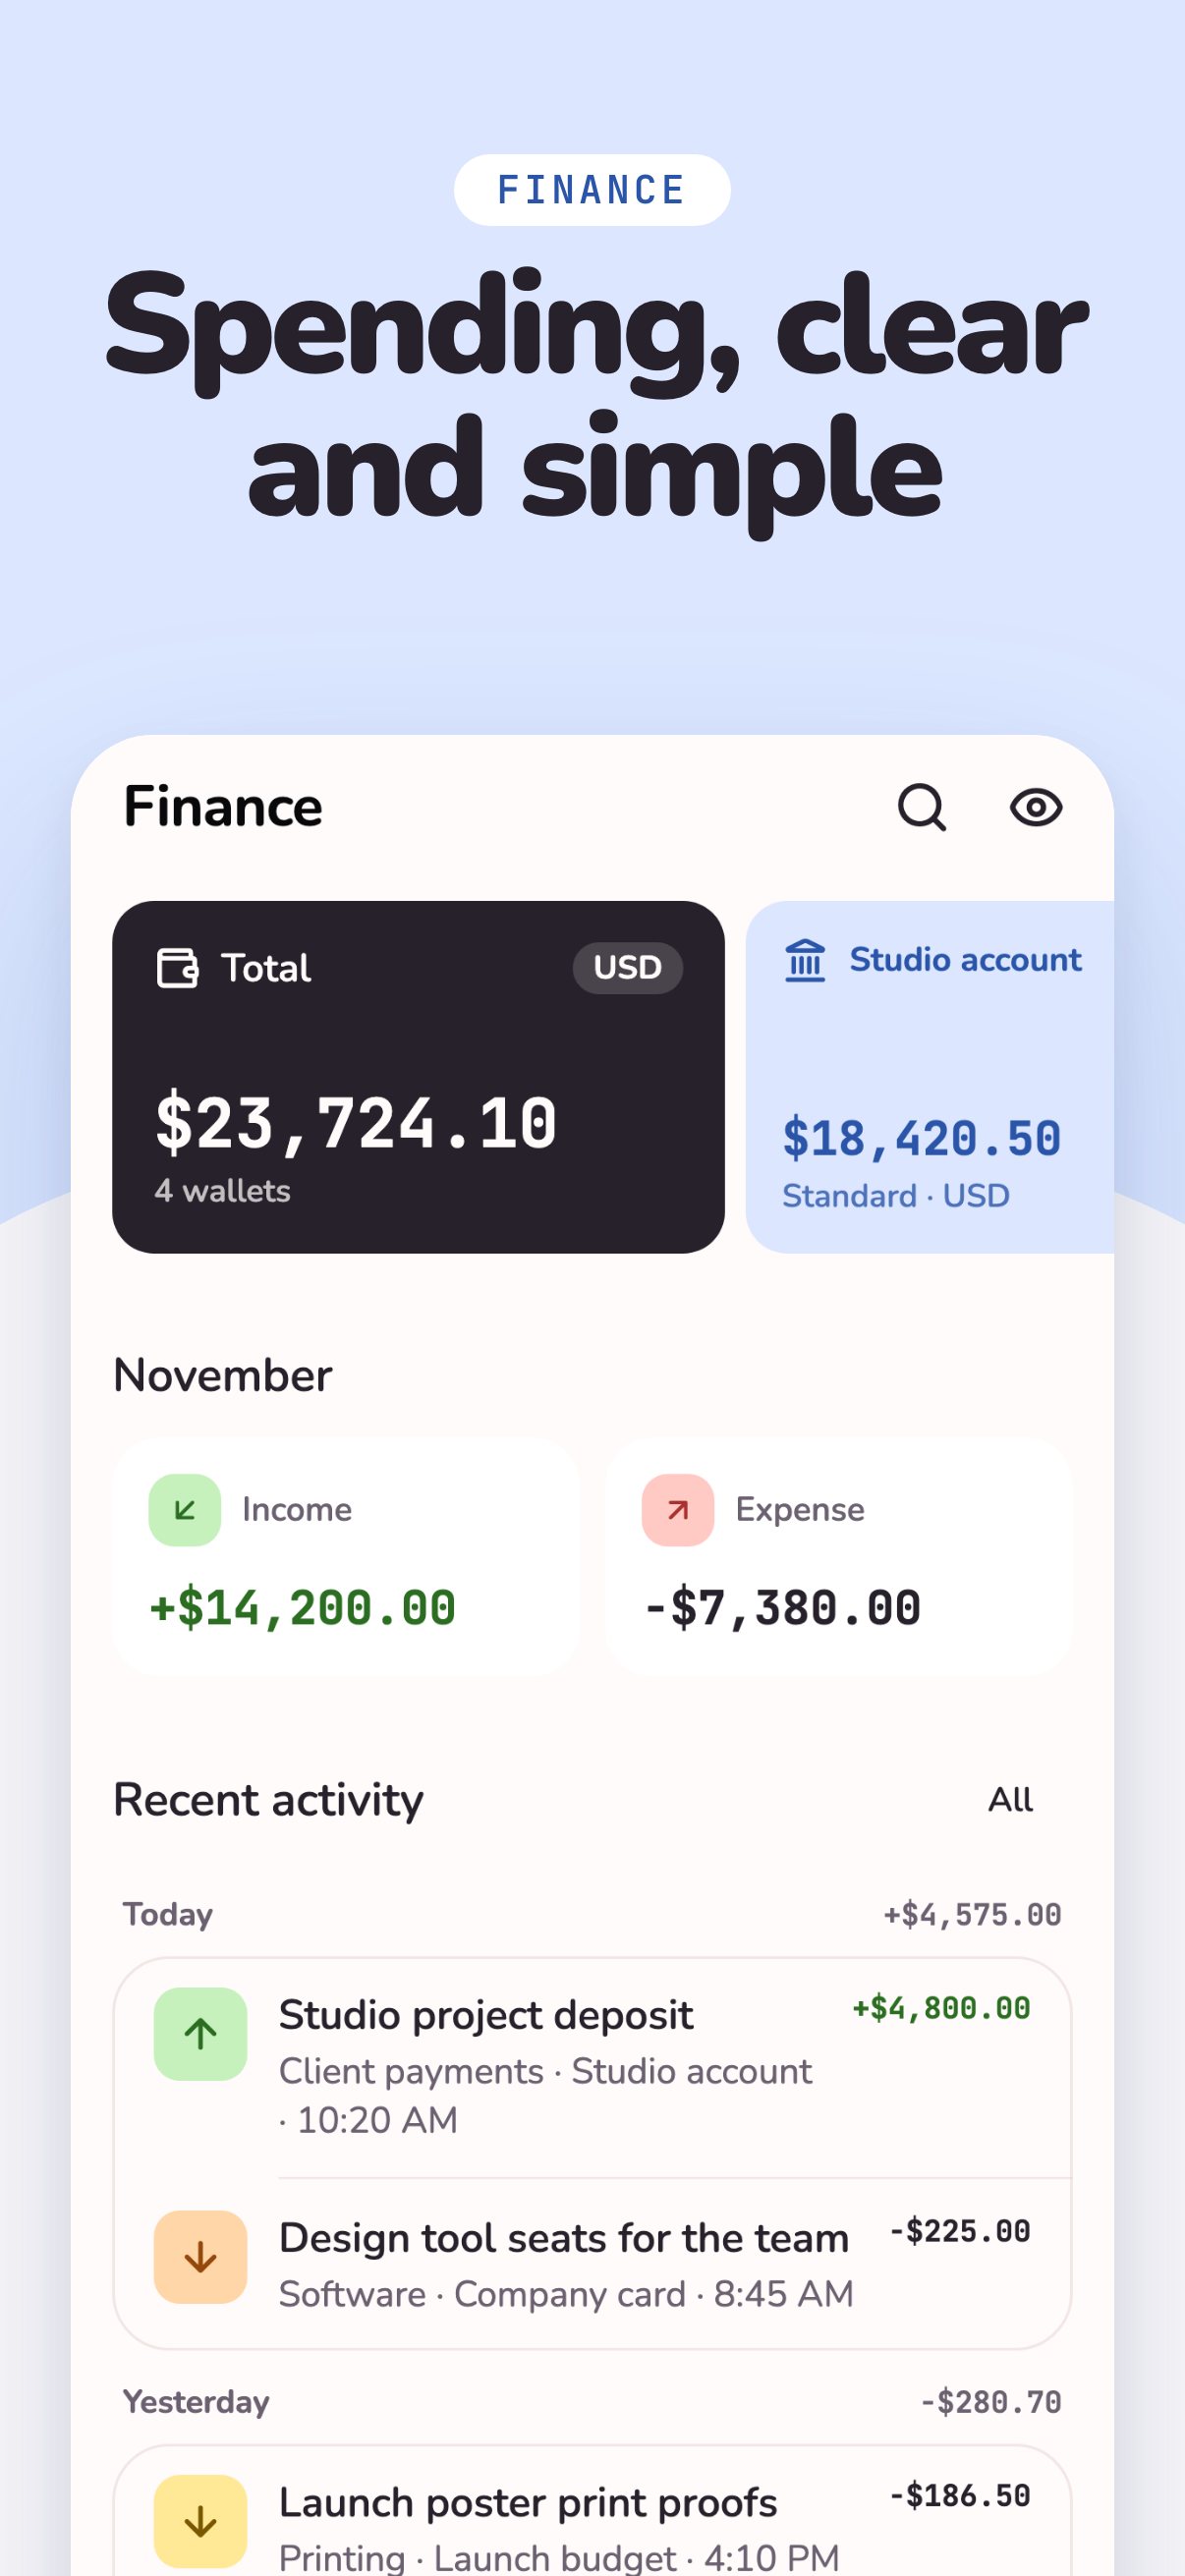 FINANCE
Spending, clear
and simple
Finance
Total
USD
$23,724.10
4 wallets
Studio account
$18,420.50
Standard · USD
November
Income
+$14,200.00
Expense
-$7,380.00
Recent activity
All
Today
+$4,575.00
Studio project deposit
+$4,800.00
Client payments · Studio account
· 10:20 AM
Design tool seats for the team
-$225.00
Software · Company card · 8:45 AM
Yesterday
-$280.70
Launch poster print proofs
-$186.50
Printing · Launch budget · 4:10 PM